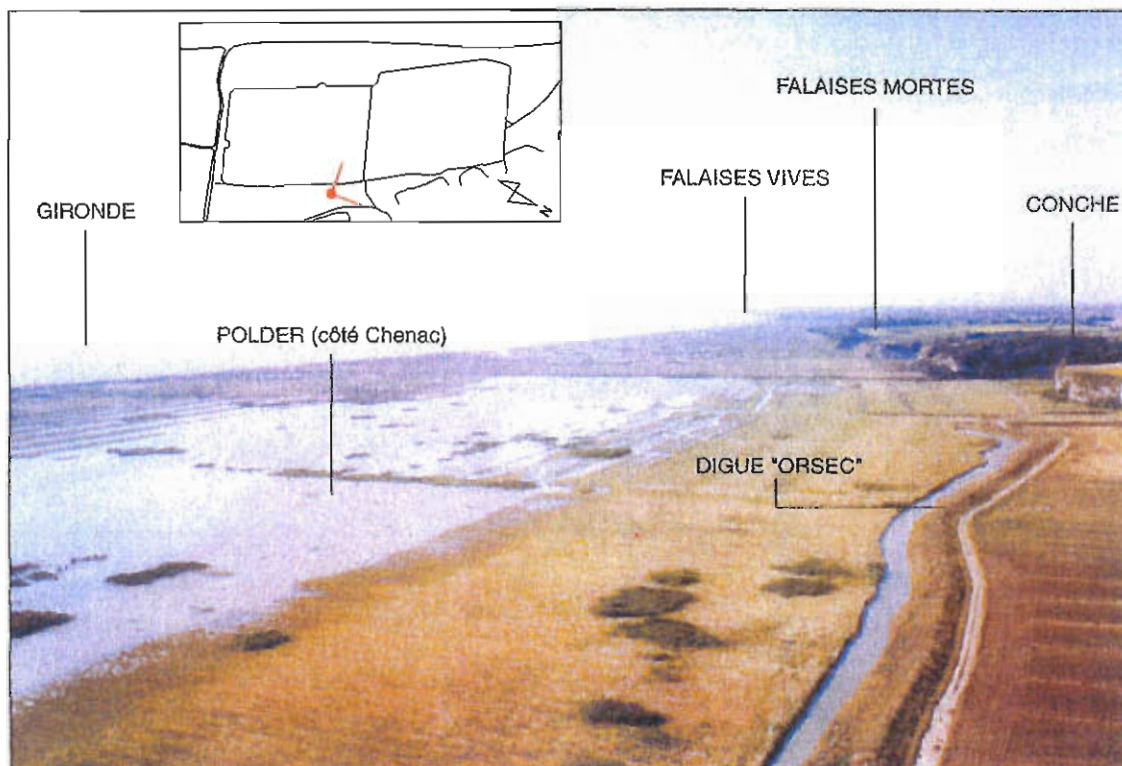 FALAISES MORTES
FALAISES VIVES
GIRONDE
CONCHE
POLDER (côté Chenac)
DIGUE "ORSEC"
N